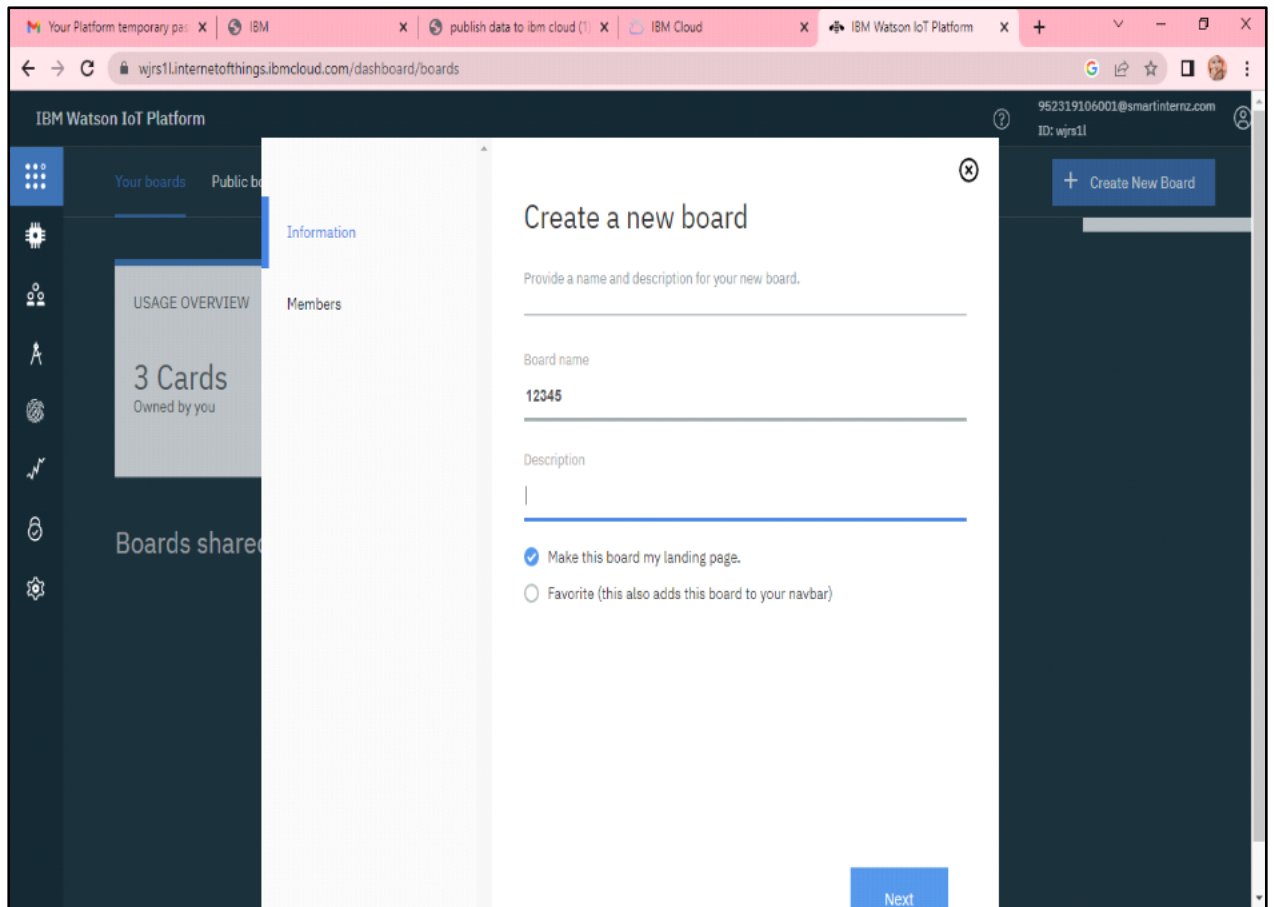 Your Platform temporary pas
IBM
publish data to ibm cloud (1)
IBM Cloud
IBM Watson IoT Platform
wjrs1l.internetofthings.ibmcloud.com/dashboard/boards
IBM Watson IoT Platform
952319106001@smartinternz.com
ID: wjrs1l
Your boards
Public bo
Create New Board
Information
Members
Create a new board
Provide a name and description for your new board.
Board name
12345
Description
Make this board my landing page.
Favorite (this also adds this board to your navbar)
Next
USAGE OVERVIEW
3 Cards
Owned by you
Boards shared